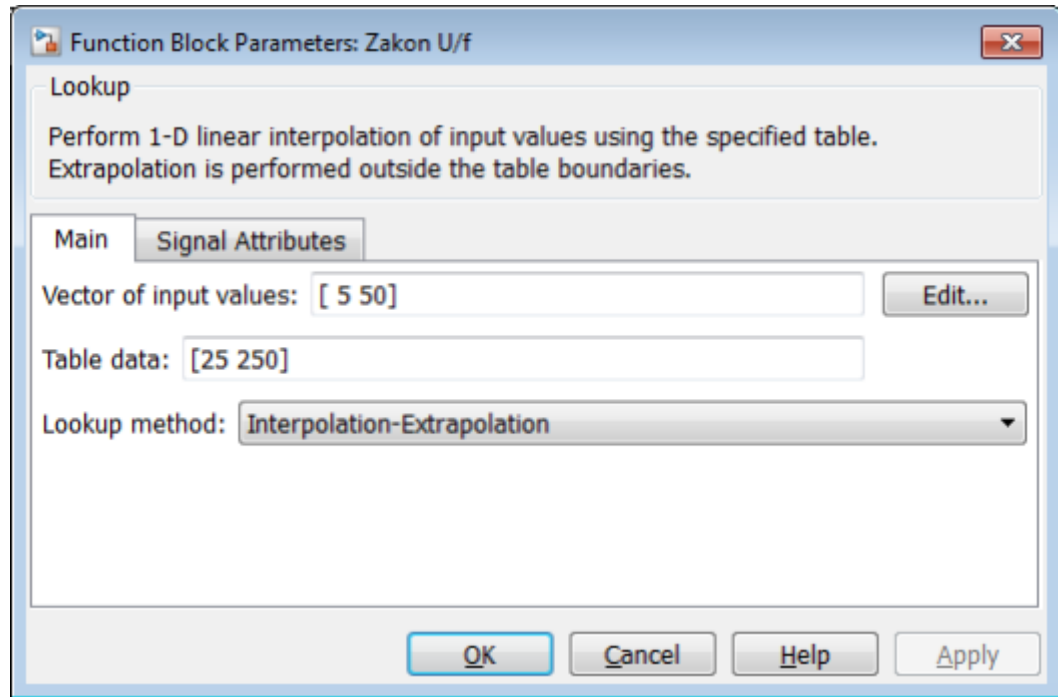 Function Block Parameters: Zakon U/f
Lookup
Perform 1-D linear interpolation of input values using the specified table.
Extrapolation is performed outside the table boundaries.
Main Signal Attributes
Vector of input values: [ 5 50] Edit...
Table data: [25 250]
Lookup method: Interpolation-Extrapolation
OK Cancel Help Apply